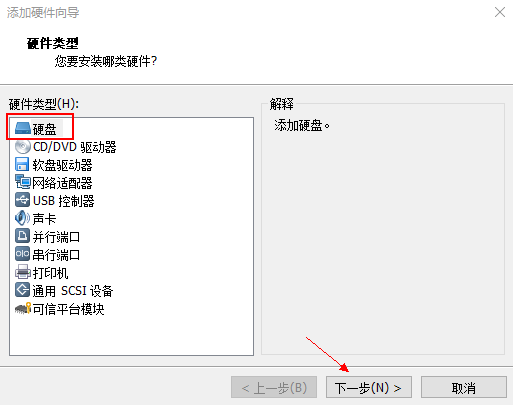 添加硬件向导
硬件类型
您要安装哪类硬件?
硬件类型(H):
硬盘
CD/DVD 驱动器
软盘驱动器
网络适配器
USB 控制器
声卡
并行端口
串行端口
打印机
通用 SCSI 设备
可信平台模块
解释
添加硬盘。
< 上一步(B)
下一步(N) >
取消